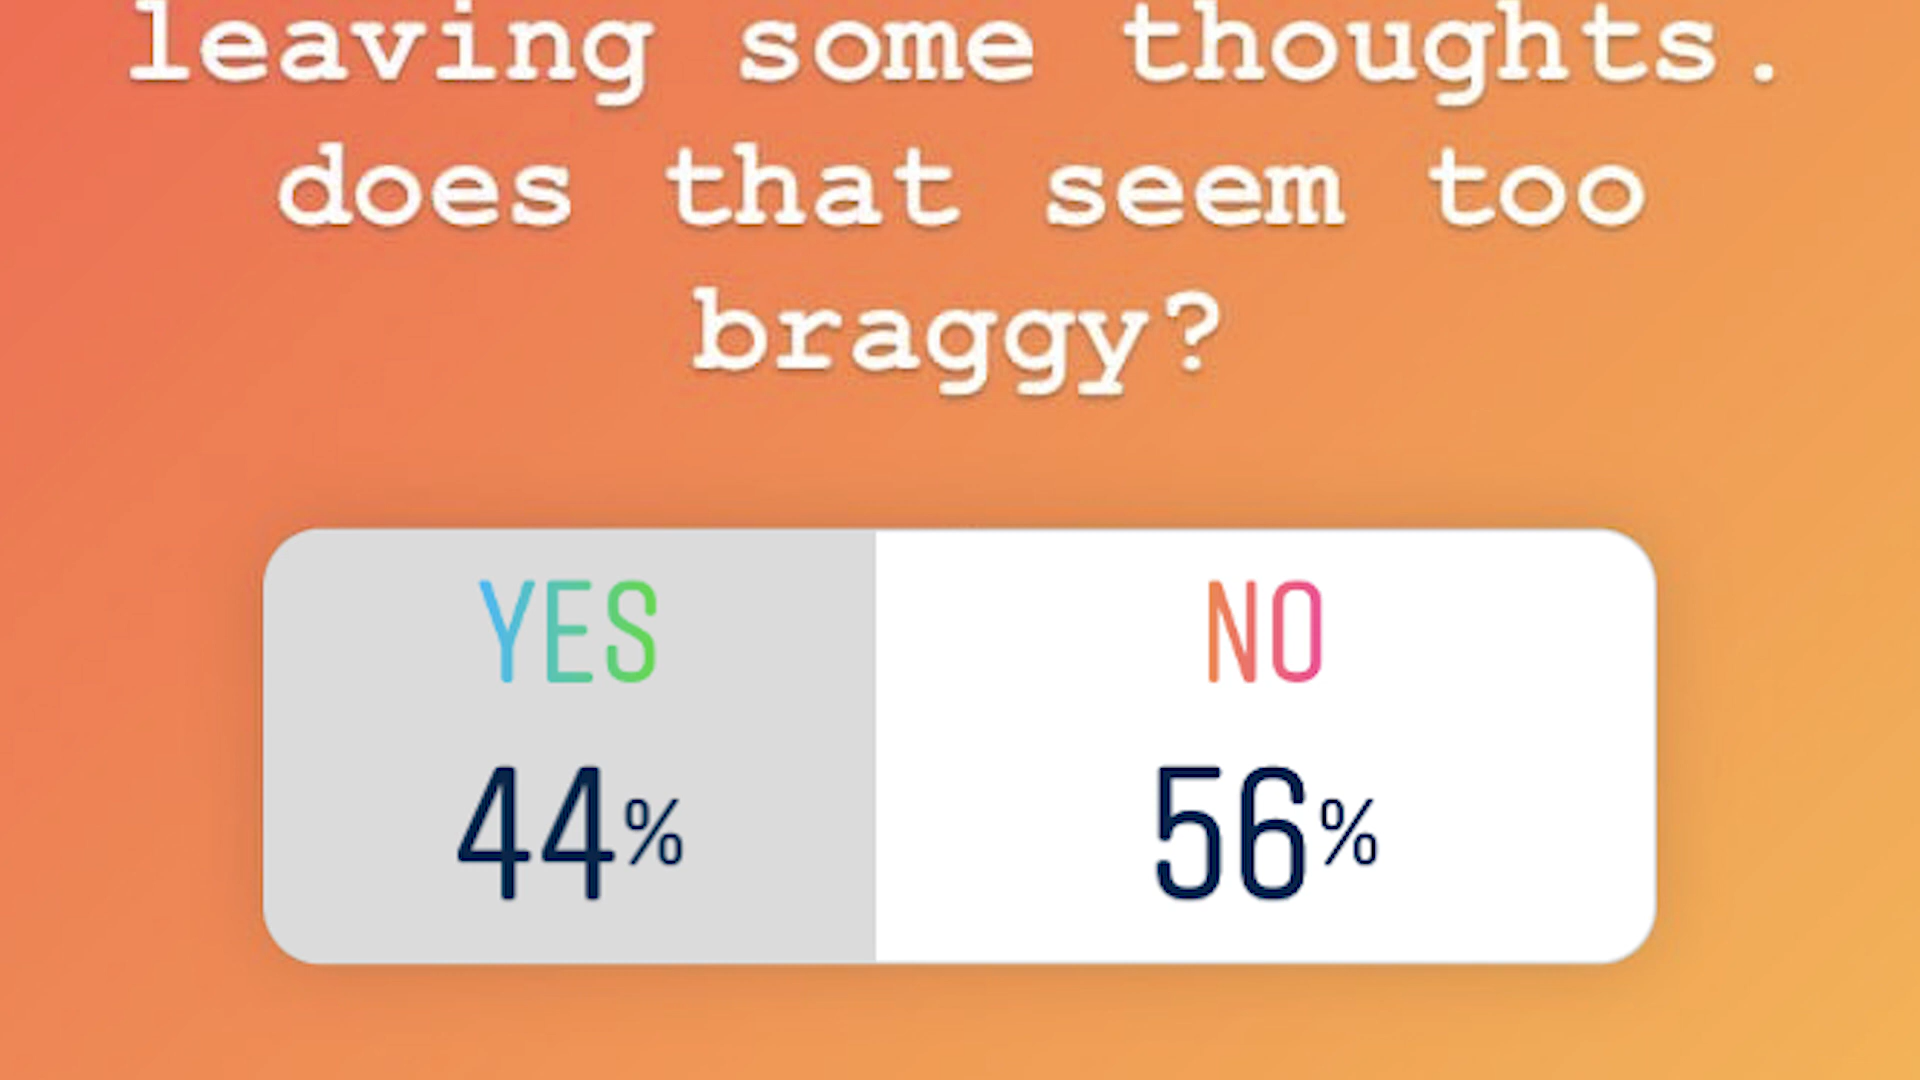 leaving some thoughts.
does that seem too
braggy?
YES NO
44% 56%